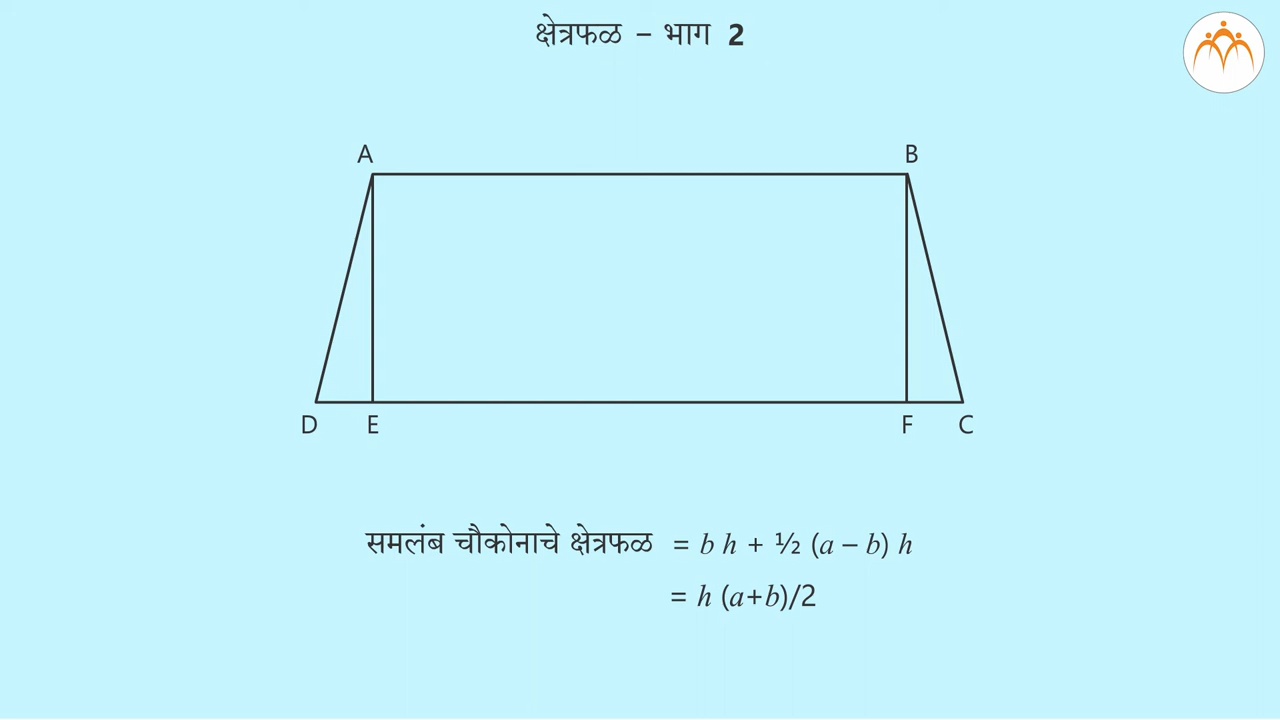 क्षेत्रफळ – भाग 2
A B
D E F C
समलंब चौकोनाचे क्षेत्रफळ = b h + ½ (a – b) h
= h (a+b)/2